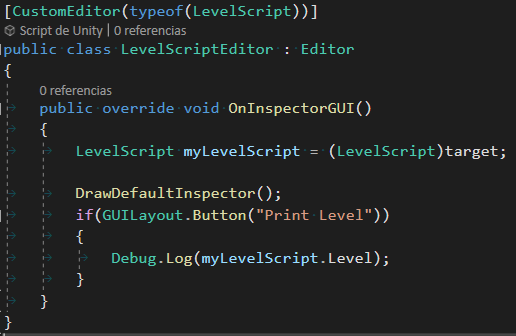 [CustomEditor(typeof(LevelScript))]
Script de Unity | 0 referencias
public class LevelScriptEditor : Editor
{
0 referencias
public override void OnInspectorGUI()
{
LevelScript myLevelScript = (LevelScript)target;
DrawDefaultInspector();
if(GUILayout.Button("Print Level"))
{
Debug.Log(myLevelScript.Level);
}
}
}